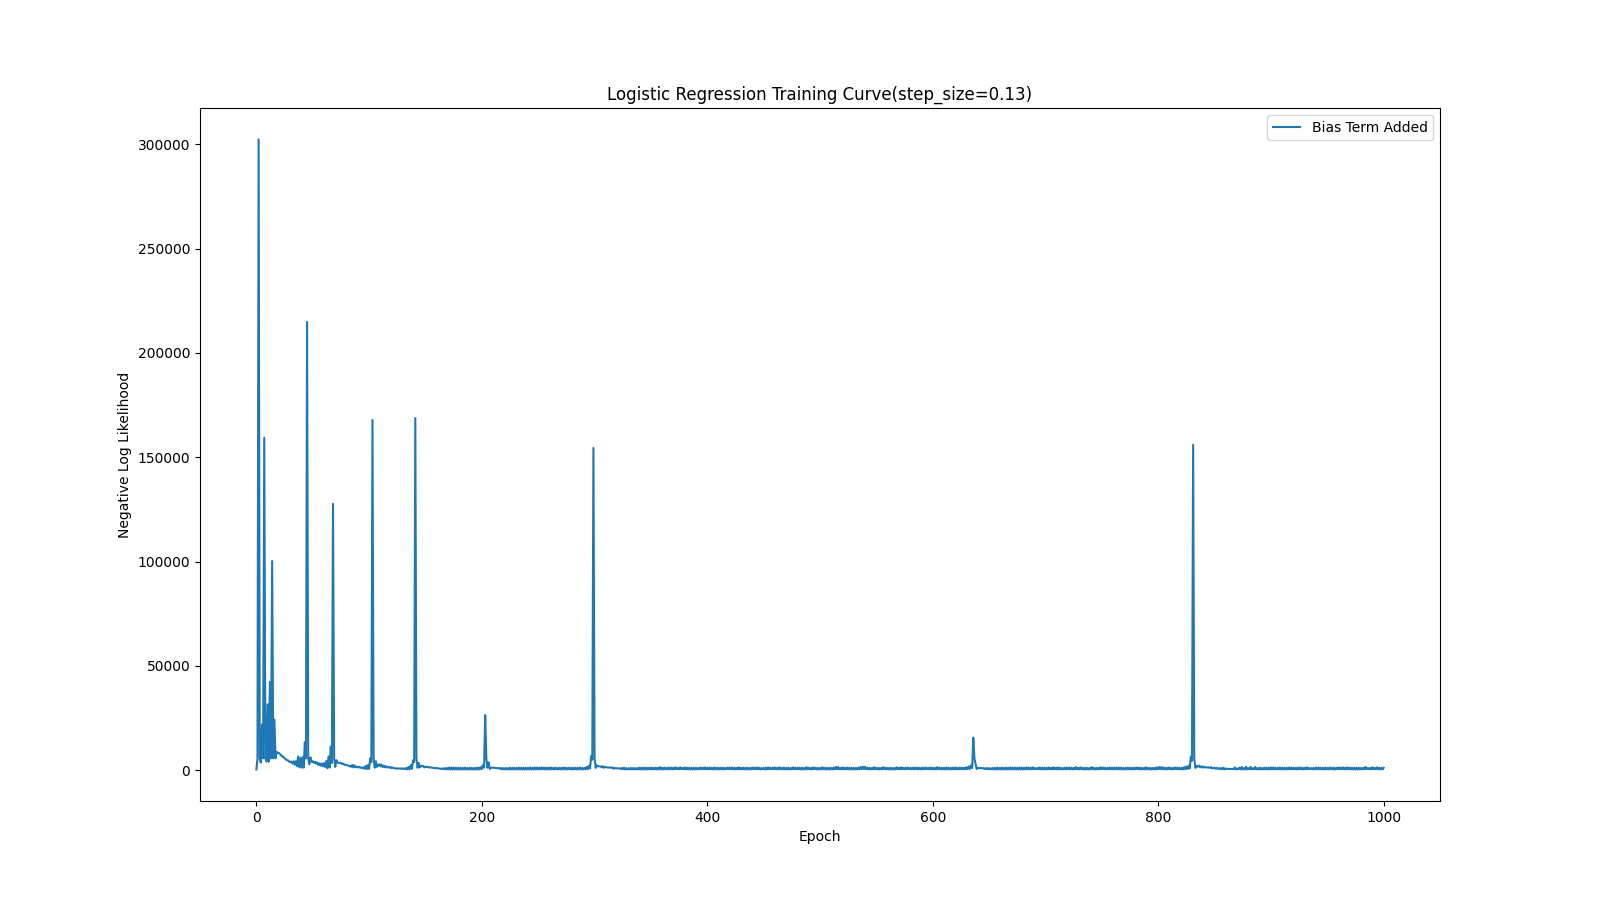 Logistic Regression Training Curve(step_size=0.13)
Bias Term Added
Negative Log Likelihood
300000
250000
200000
150000
100000
50000
0
0 200 400 600 800 1000
Epoch